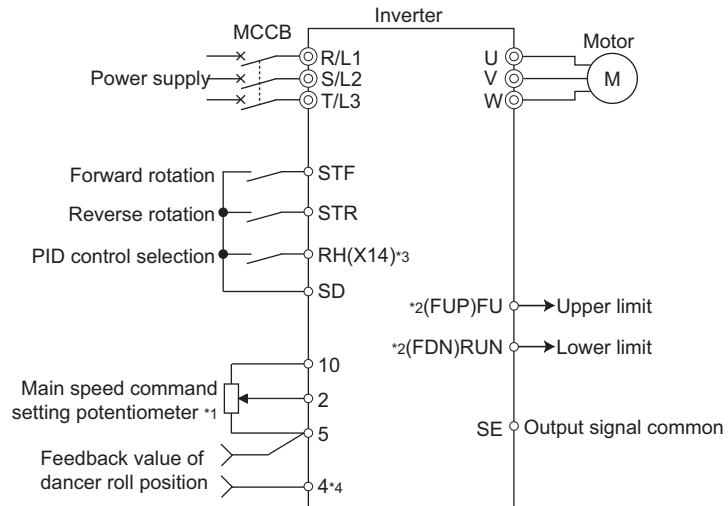 Inverter
MCCB
R/L1
U
Motor
Power supply
S/L2
V
M
T/L3
W
Forward rotation
STF
Reverse rotation
STR
PID control selection
RH(X14)*3
SD
*2(FUP)FU
Upper limit
*2(FDN)RUN
Lower limit
10
Main speed command
setting potentiometer *1
2
5
SE
Output signal common
Feedback value of
dancer roll position
4*4